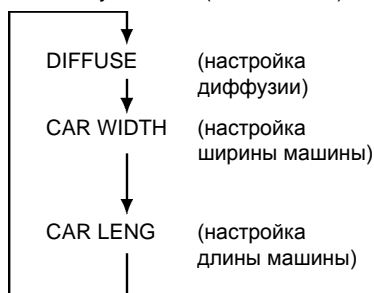 DIFFUSE (настройка
диффузии)
CAR WIDTH (настройка
ширины машины)
CAR LENG (настройка
длины машины)